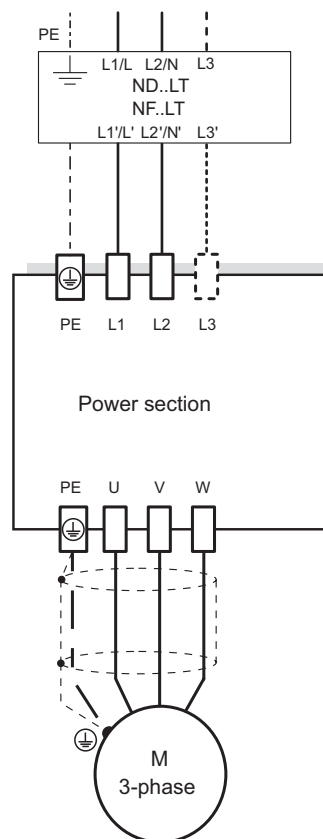 PE
L1/L L2/N L3
ND..LT
NF..LT
L1'/L' L2'/N' L3'
PE L1 L2 L3
Power section
PE U V W
M
3-phase